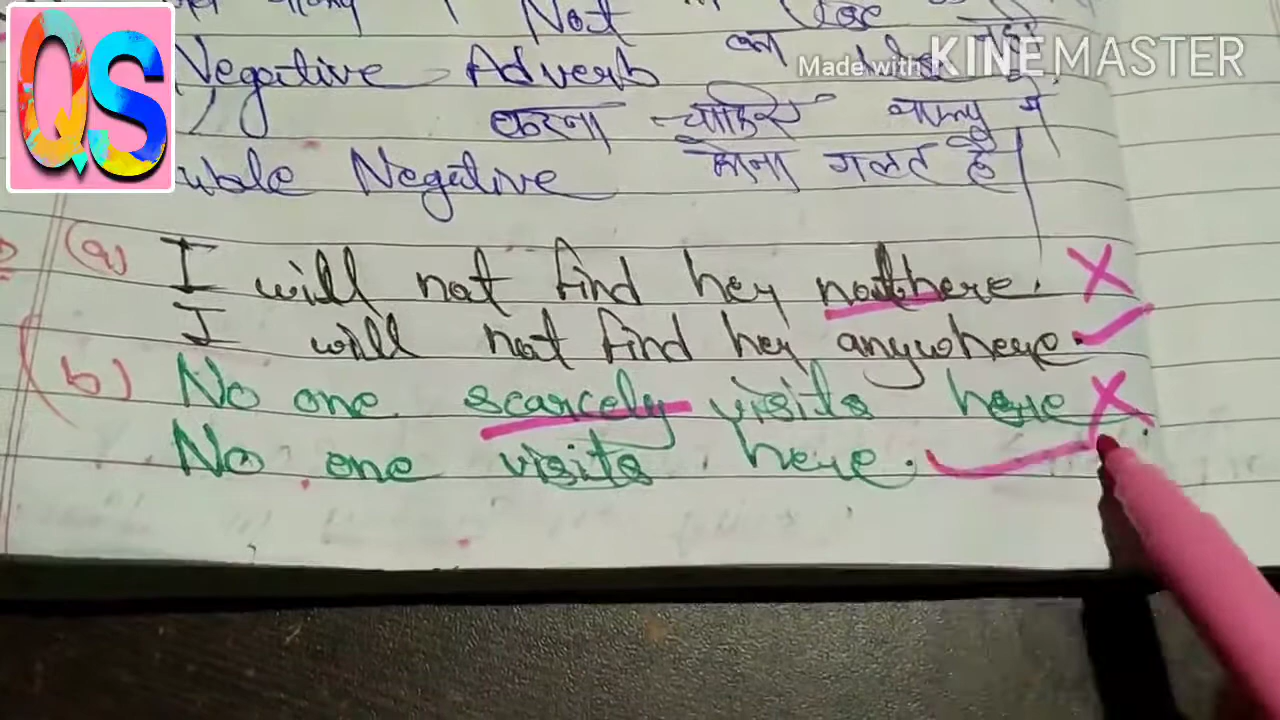 QS
Not
Negative Adverb का
Made with KINEMASTER
करना चाहिए वाक्य मे
uble Negative होना गलत है।
(a) I will not find her nothhere. X
I will not find her anywhere.
(b) No one scarcely visits here X
No one visits here.